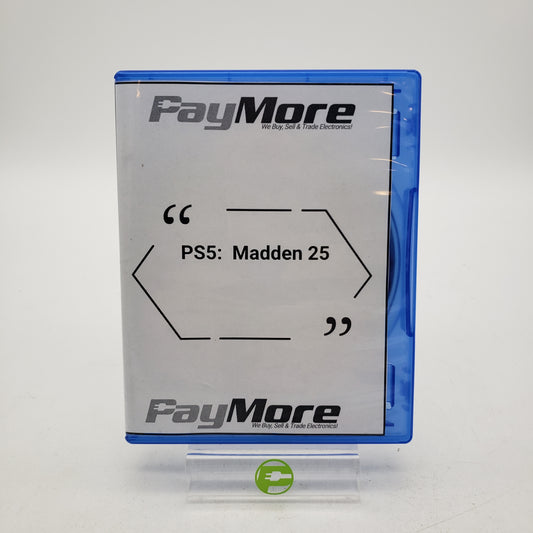 PayMore
We Buy, Sell & Trade Electronics!
“
PS5: Madden 25
”
PayMore
We Buy, Sell & Trade Electronics!